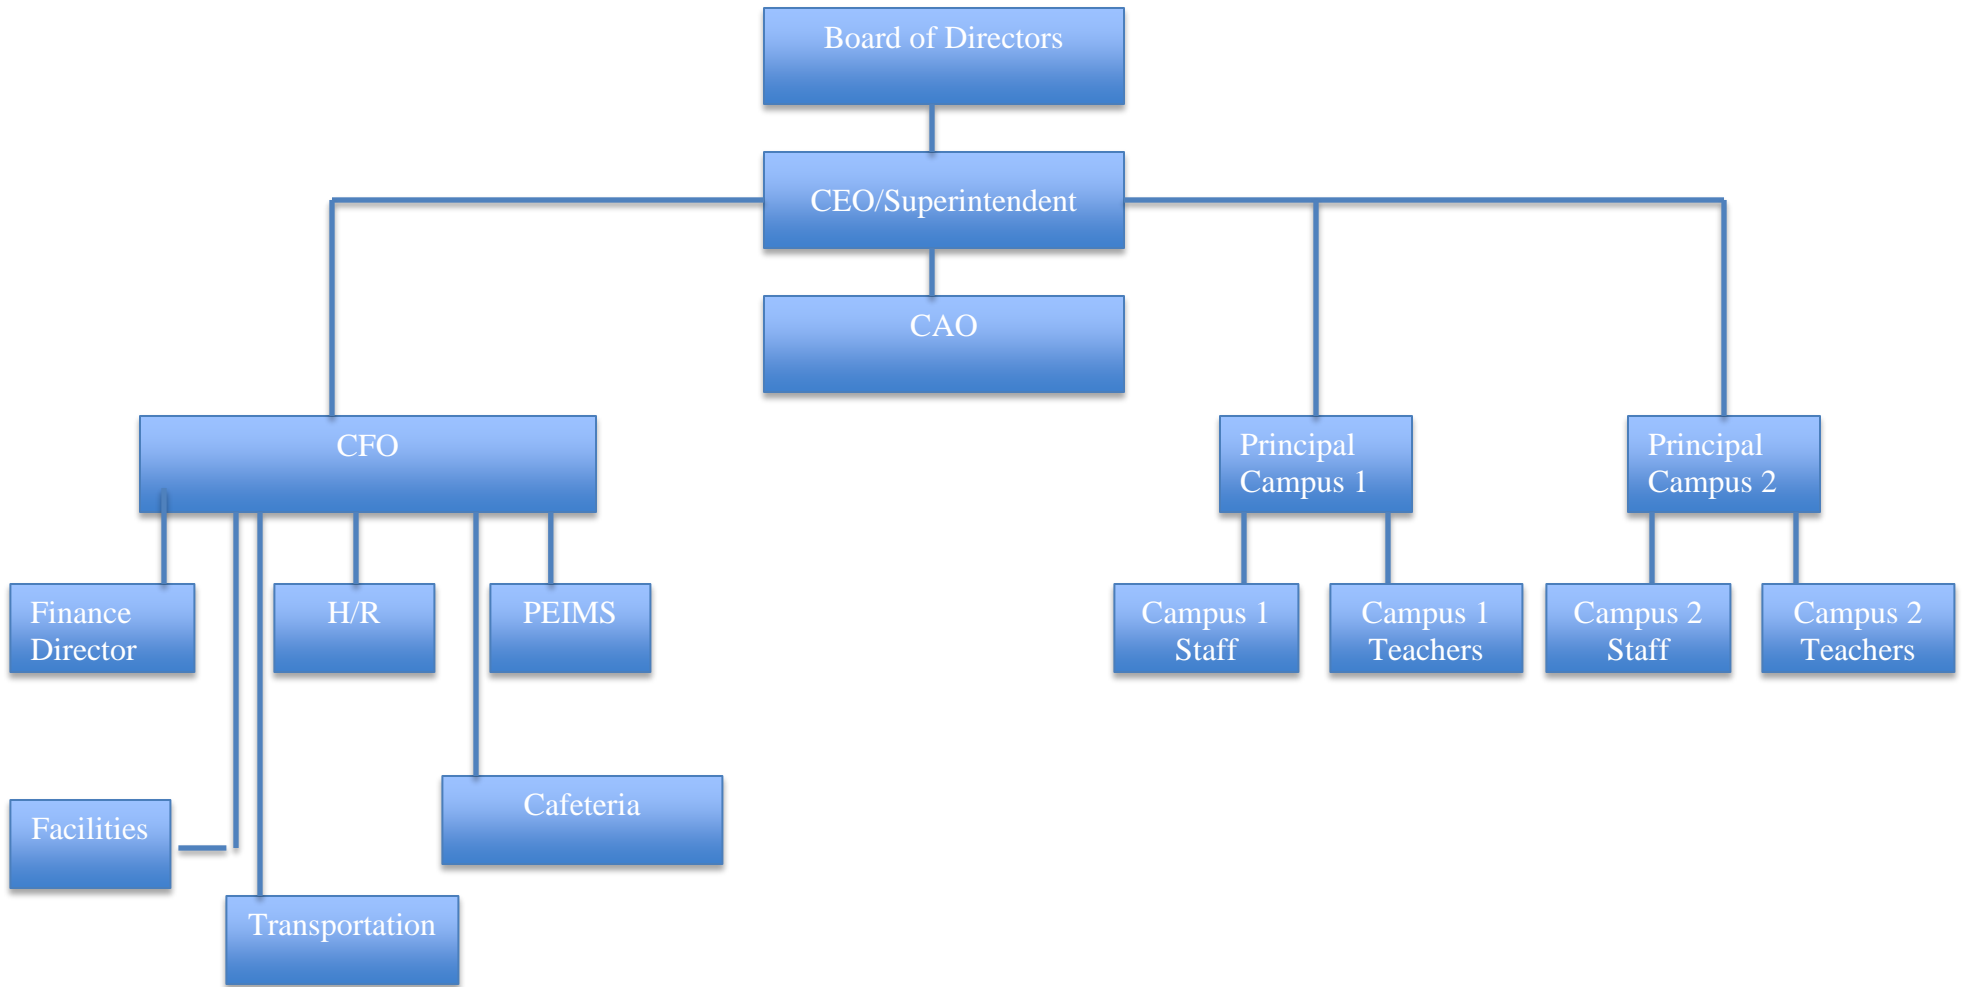 Board of Directors
CEO/Superintendent
CAO
CFO
Principal
Campus 1
Principal
Campus 2
Finance
Director
H/R
PEIMS
Campus 1
Staff
Campus 1
Teachers
Campus 2
Staff
Campus 2
Teachers
Cafeteria
Facilities
Transportation